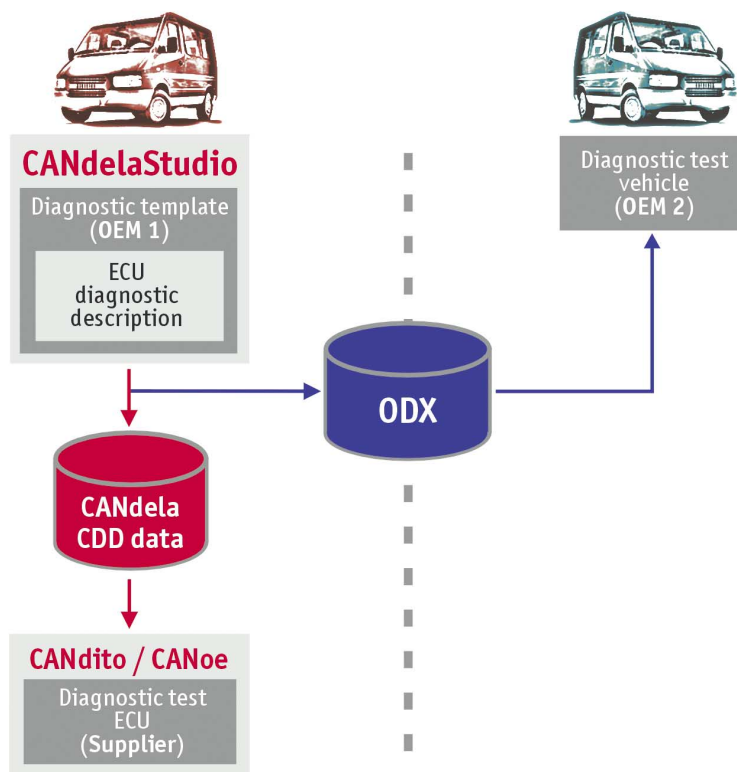 CANdelaStudio
Diagnostic template
(OEM 1)
ECU
diagnostic
description
Diagnostic test
vehicle
(OEM 2)
ODX
CANdela
CDD data
CANdito / CANoe
Diagnostic test
ECU
(Supplier)